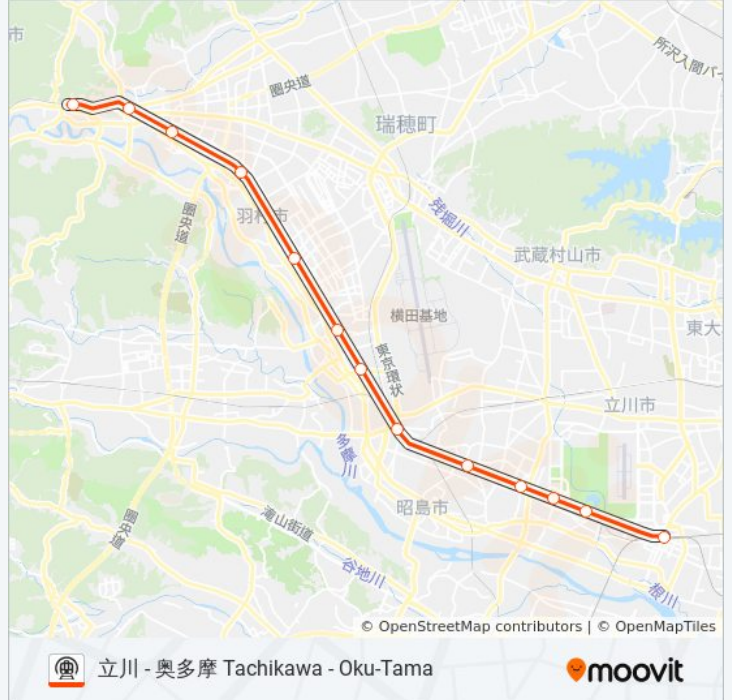 市
所沢入間バイ
圏央道
瑞穂町
残堀川
圏央道
羽村市
武蔵村山市
横田基地
東大
東京環状
立川市
多摩川
昭島市
滝山街道
圏央道
谷地川
根川
© OpenStreetMap contributors | © OpenMapTiles
立川 - 奥多摩 Tachikawa - Oku-Tama
moovit